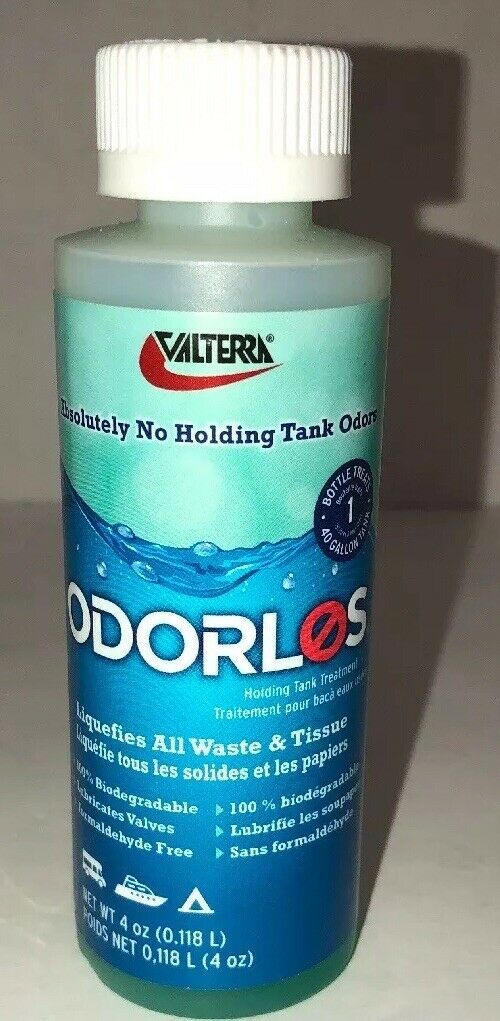 VALTERRA®
Absolutely No Holding Tank Odors
BOTTLE TREATS
1
40 GALLON TANK
ODORLOS
Holding Tank Treatment
Traitement pour bacà eaux
Liquefies All Waste & Tissue
Liquéfie tous les solides et les papiers
100% Biodegradable
Lubricates Valves
Formaldehyde Free
100 % biodégradable
Lubrifie les soupapes
Sans formaldéhyde
NET WT 4 oz (0.118 L)
POIDS NET 0,118 L (4 oz)